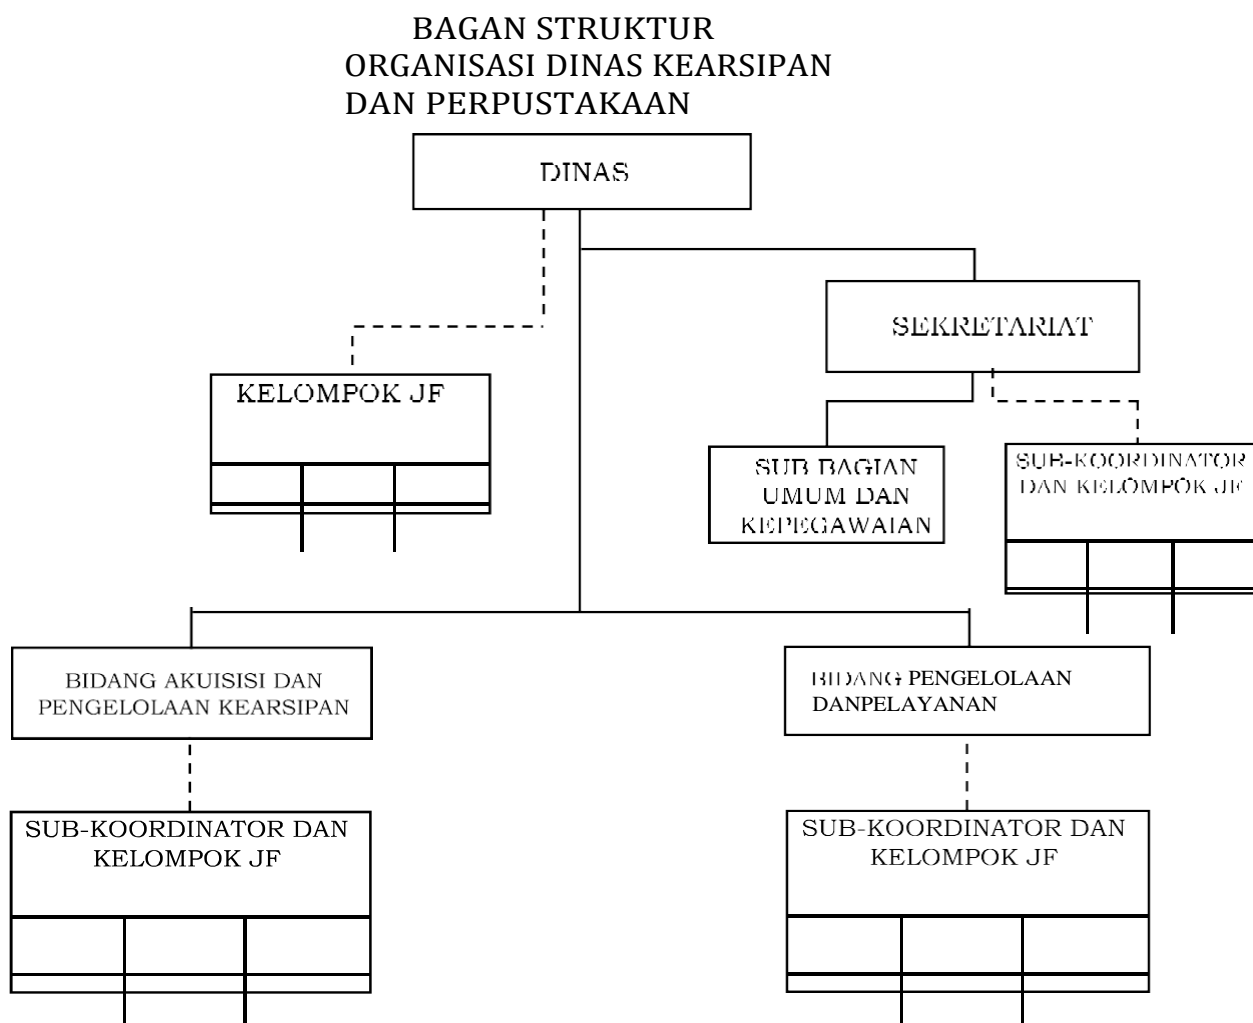 BAGAN STRUKTUR
ORGANISASI DINAS KEARSIPAN
DAN PERPUSTAKAAN
DINAS
SEKRETARIAT
KELOMPOK JF
SUB BAGIAN
UMUM DAN
KEPEGAWAIAN
SUB-KOORDINATOR
DAN KELOMPOK JF
BIDANG AKUISISI DAN
PENGELOLAAN KEARSIPAN
BIDANG PENGELOLAAN
DANPELAYANAN
SUB-KOORDINATOR DAN
KELOMPOK JF
SUB-KOORDINATOR DAN
KELOMPOK JF